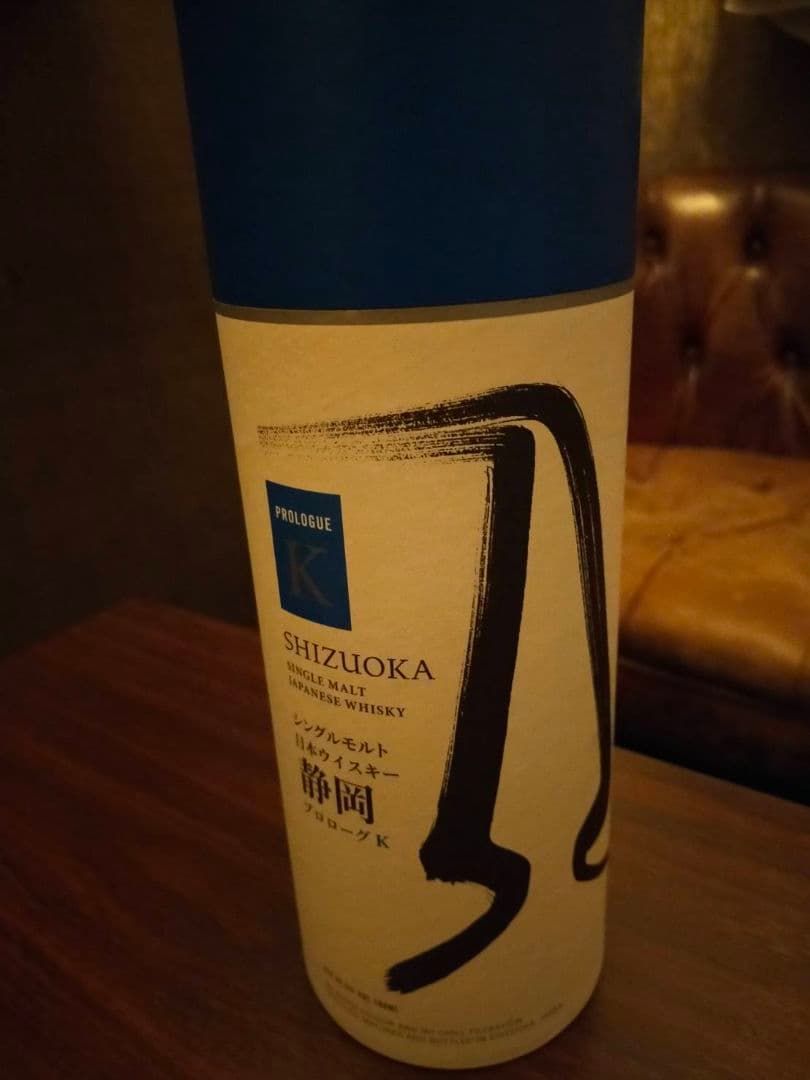 PROLOGUE
K
SHIZUOKA
SINGLE MALT
JAPANESE WHISKY
シングルモルト
日本ウイスキー
静岡
プロローグ K